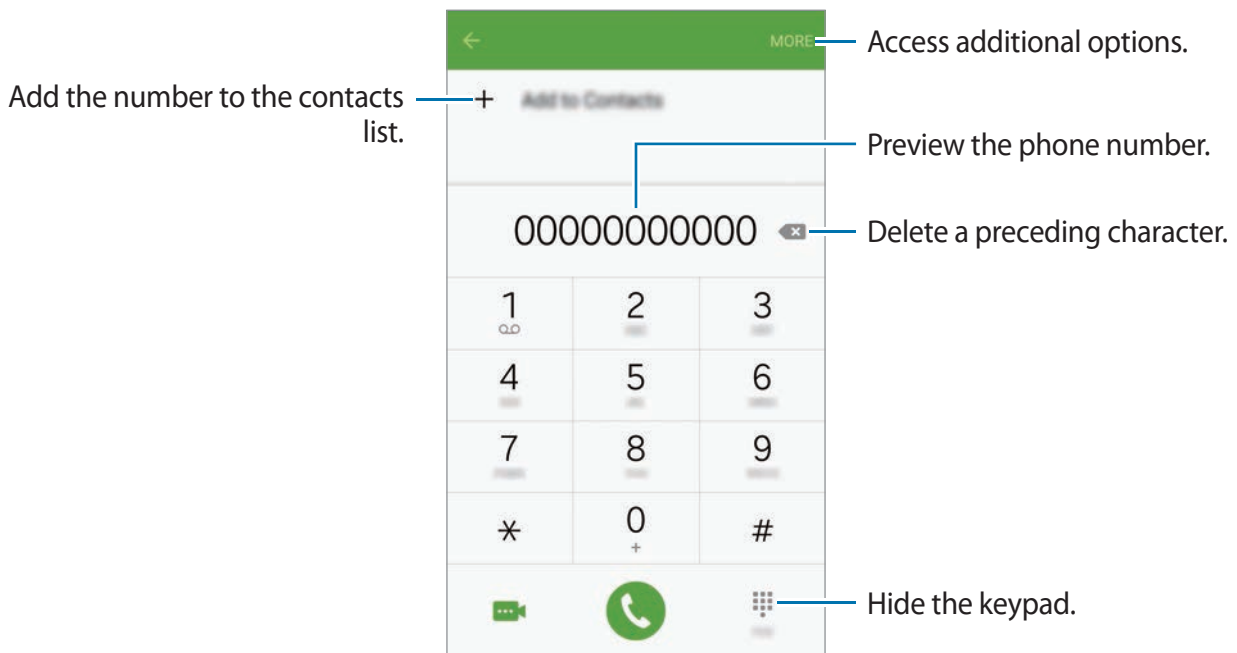 MORE
Access additional options.
Add the number to the contacts
list.
Add to Contacts
Preview the phone number.
00000000000
Delete a preceding character.
1 2 3
4 5 6
7 8 9
* 0 #
+
Hide the keypad.